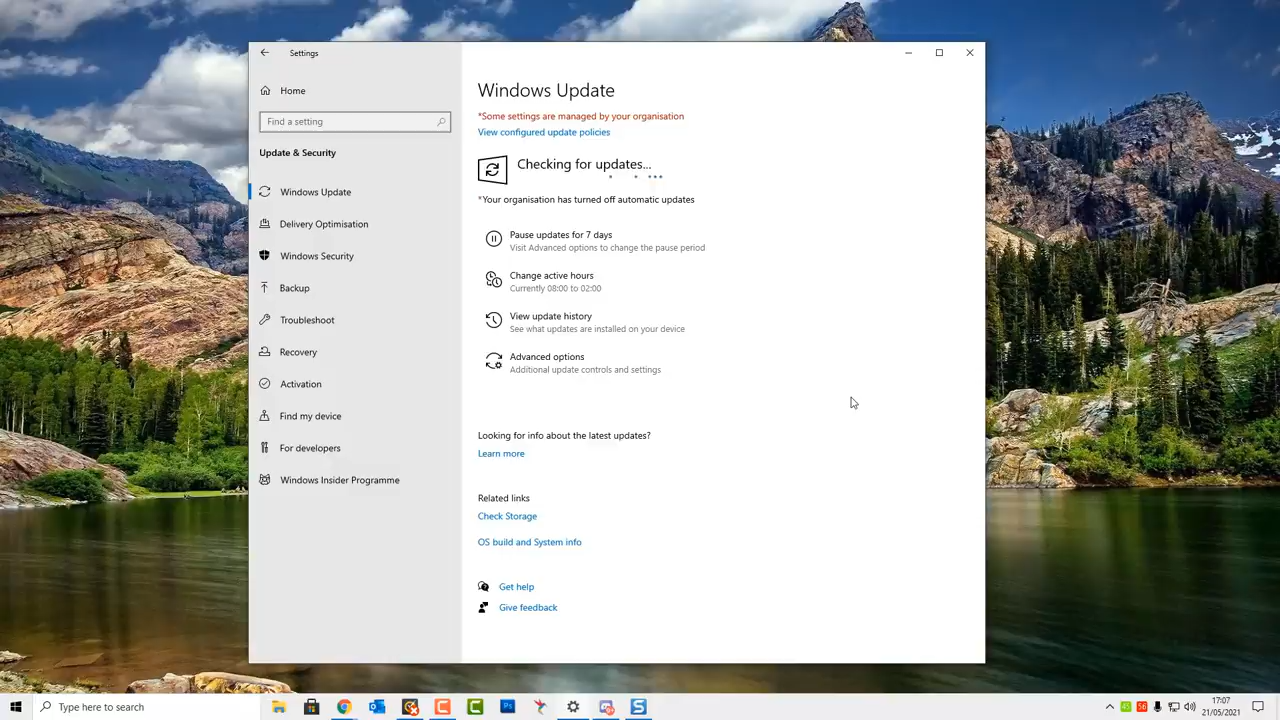 Settings
Home
Find a setting
Update & Security
Windows Update
Delivery Optimisation
Windows Security
Backup
Troubleshoot
Recovery
Activation
Find my device
For developers
Windows Insider Programme
Windows Update
*Some settings are managed by your organisation
View configured update policies
Checking for updates...
*Your organisation has turned off automatic updates
Pause updates for 7 days
Visit Advanced options to change the pause period
Change active hours
Currently 08:00 to 02:00
View update history
See what updates are installed on your device
Advanced options
Additional update controls and settings
Looking for info about the latest updates?
Learn more
Related links
Check Storage
OS build and System info
Get help
Give feedback
Type here to search
Ps
45 56
17:07
21/05/2021